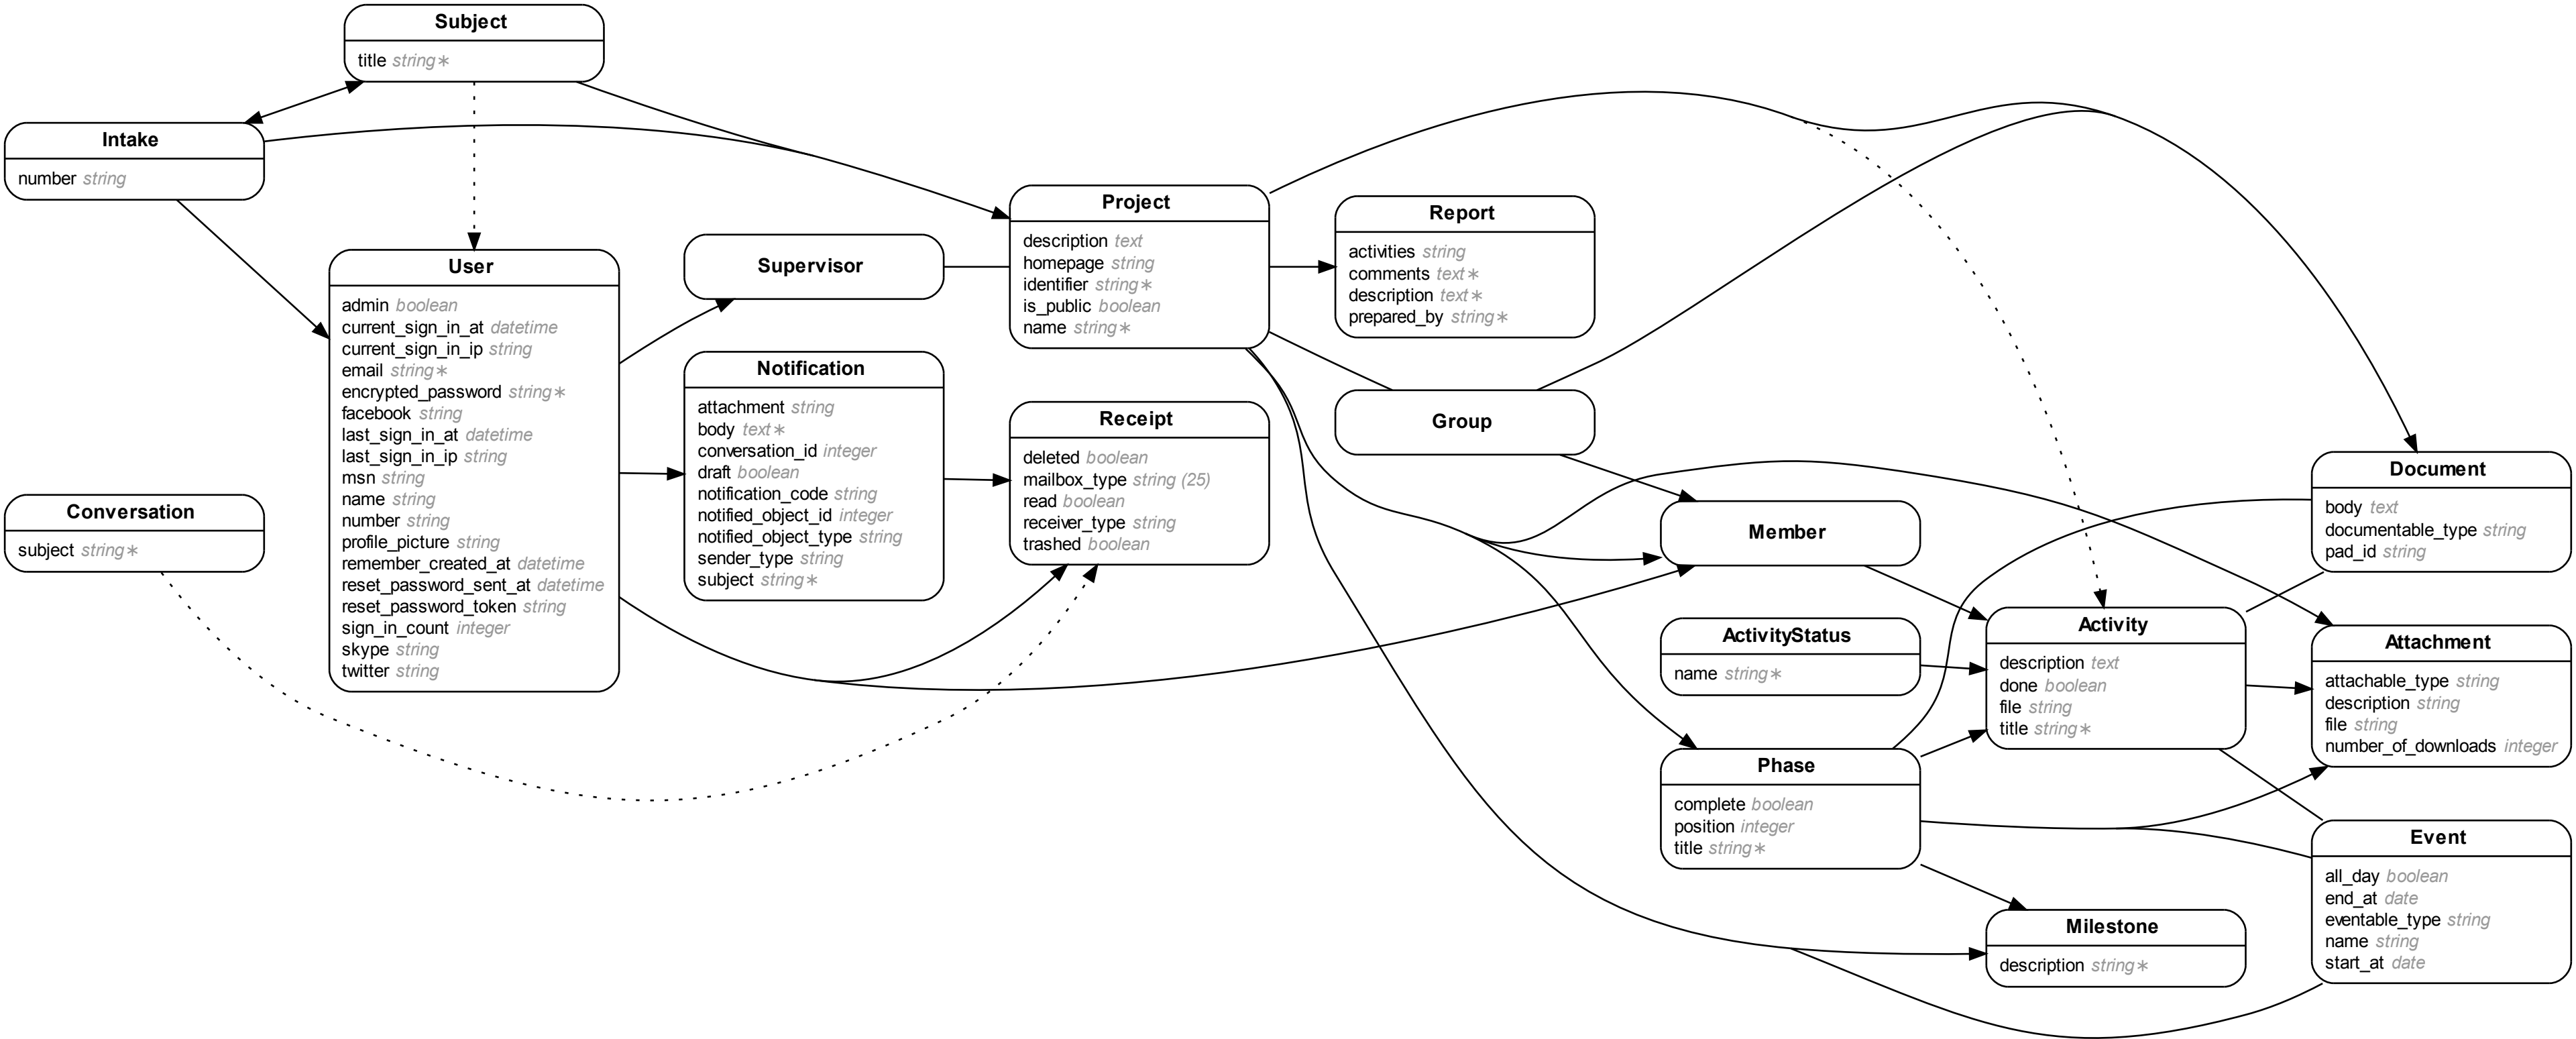 Subject
title string∗
Intake
number string
User
admin boolean
current_sign_in_at datetime
current_sign_in_ip string
email string∗
encrypted_password string∗
facebook string
last_sign_in_at datetime
last_sign_in_ip string
msn string
name string
number string
profile_picture string
remember_created_at datetime
reset_password_sent_at datetime
reset_password_token string
sign_in_count integer
skype string
twitter string
Conversation
subject string∗
Supervisor
Notification
attachment string
body text∗
conversation_id integer
draft boolean
notification_code string
notified_object_id integer
notified_object_type string
sender_type string
subject string∗
Project
description text
homepage string
identifier string∗
is_public boolean
name string∗
Receipt
deleted boolean
mailbox_type string (25)
read boolean
receiver_type string
trashed boolean
Report
activities string
comments text∗
description text∗
prepared_by string∗
Group
Member
ActivityStatus
name string∗
Phase
complete boolean
position integer
title string∗
Activity
description text
done boolean
file string
title string∗
Milestone
description string∗
Document
body text
documentable_type string
pad_id string
Attachment
attachable_type string
description string
file string
number_of_downloads integer
Event
all_day boolean
end_at date
eventable_type string
name string
start_at date